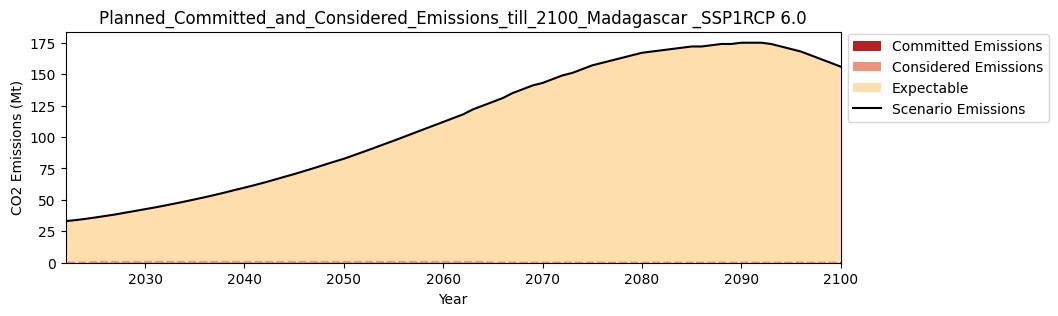 Planned_Committed_and_Considered_Emissions_till_2100_Madagascar _SSP1RCP 6.0
CO2 Emissions (Mt)
175
150
125
100
75
50
25
0
2030 2040 2050 2060 2070 2080 2090 2100
Year
Committed Emissions
Considered Emissions
Expectable
Scenario Emissions